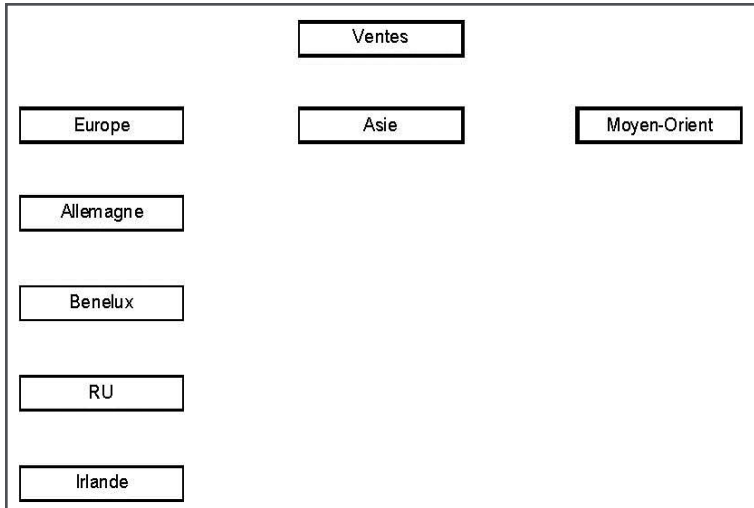 Ventes
Europe Asie Moyen-Orient
Allemagne
Benelux
RU
Irlande